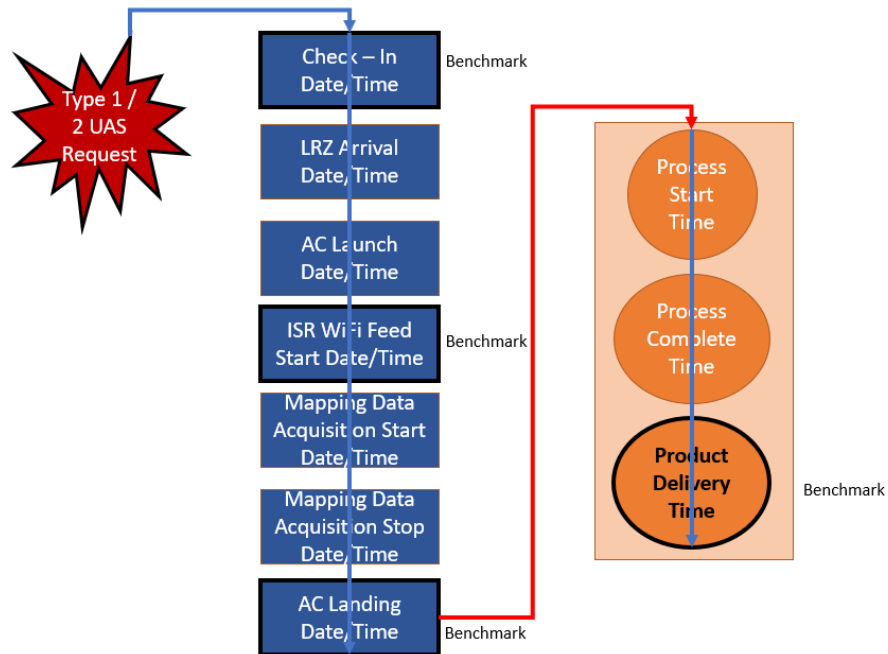 Type 1 /
2 UAS
Request
Check – In
Date/Time
Benchmark
LRZ Arrival
Date/Time
AC Launch
Date/Time
ISR WiFi Feed
Start Date/Time
Benchmark
Mapping Data
Acquisition Start
Date/Time
Mapping Data
Acquisition Stop
Date/Time
AC Landing
Date/Time
Benchmark
Process
Start
Time
Process
Complete
Time
Product
Delivery
Time
Benchmark